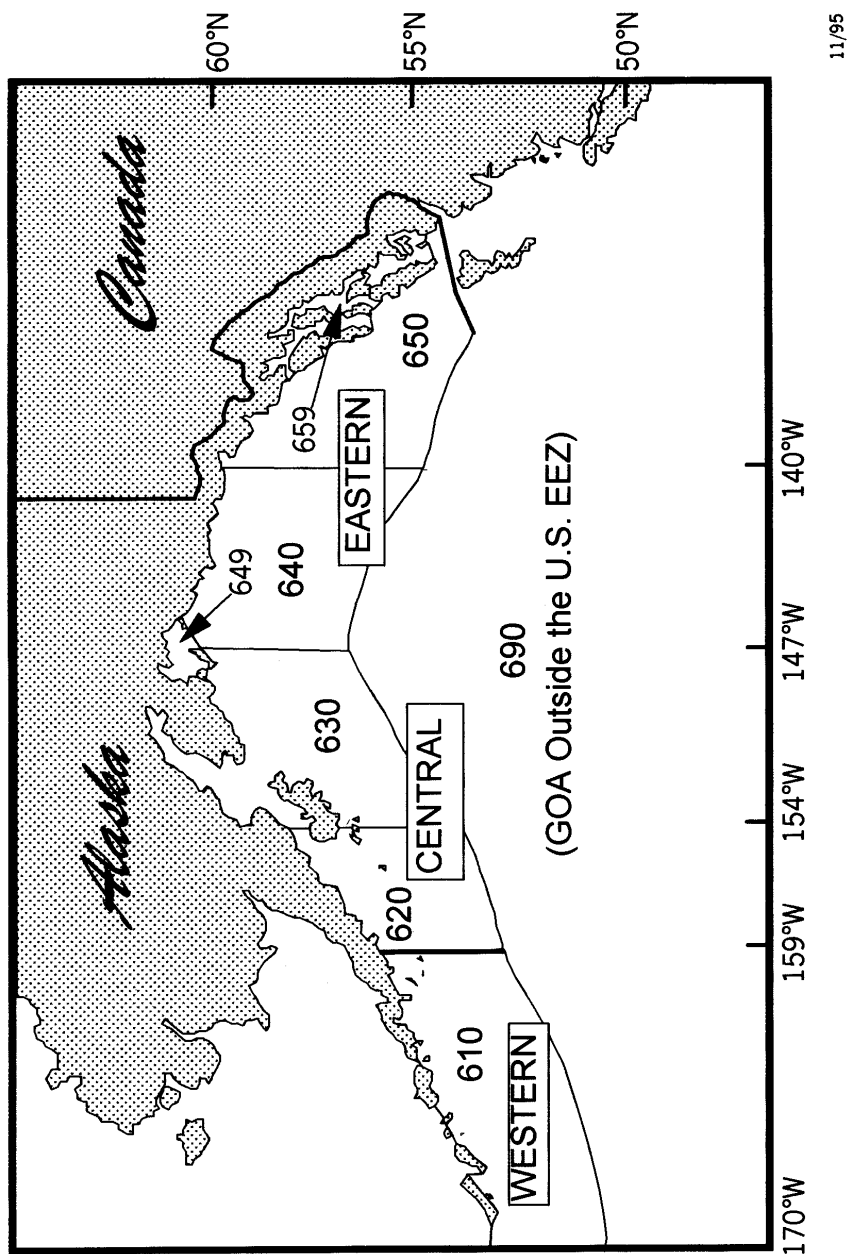 Alaska
Canada
60°N
55°N
50°N
649
640
659
650
EASTERN
630
CENTRAL
620
610
WESTERN
690
(GOA Outside the U.S. EEZ)
170°W
159°W
154°W
147°W
140°W
11/95